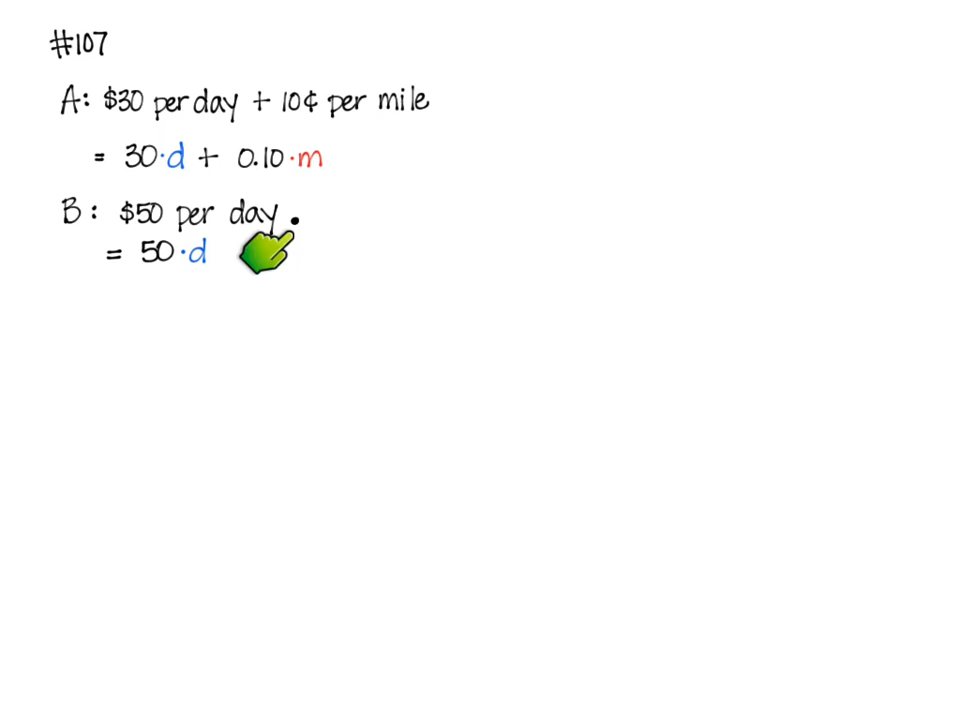 #107
A: $30 per day + 10¢ per mile
= 30·d + 0.10·m
B: $50 per day.
= 50·d